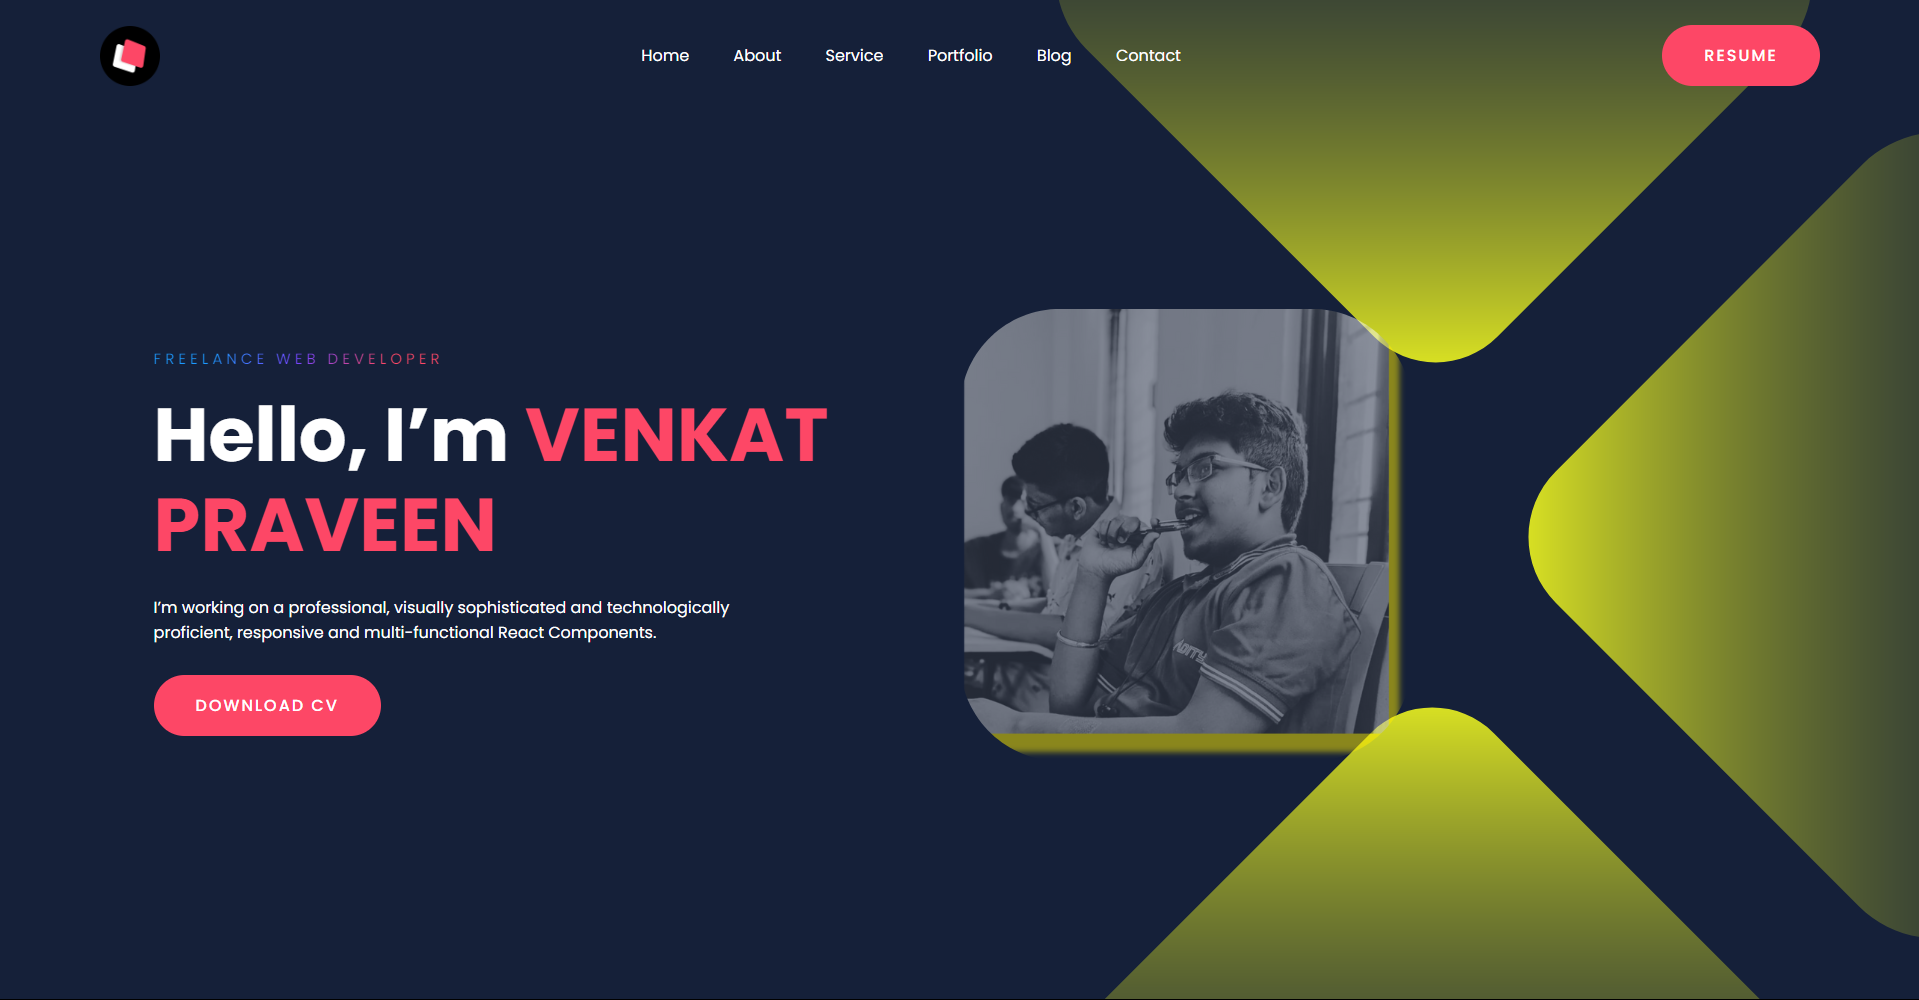 Home About Service Portfolio Blog Contact
RESUME
FREELANCE WEB DEVELOPER
Hello, I’m VENKAT
PRAVEEN
I’m working on a professional, visually sophisticated and technologically
proficient, responsive and multi-functional React Components.
DOWNLOAD CV